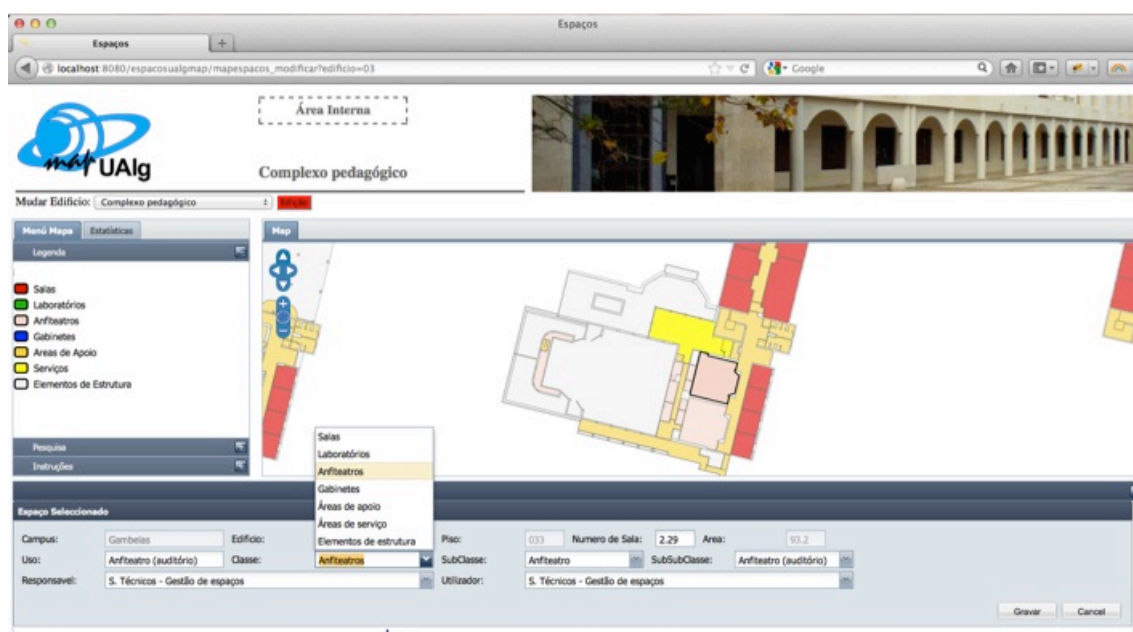 Espaços
Espaços
localhost:8080/espacosualgmap/mapespacos_modificar?edificio=03
Google
Área Interna
map UAlg
Complexo pedagógico
Mudar Edificio: Complexo pedagógico Edição
Menú Mapa Estatísticas Map
Legenda
Salas
Laboratórios
Anfiteatros
Gabinetes
Areas de Apoio
Serviços
Elementos de Estrutura
Pesquisa
Instruções
Salas
Laboratórios
Anfiteatros
Gabinetes
Áreas de apoio
Áreas de serviço
Elementos de estrutura
Espaço Seleccionado
Campus: Gambelas Edifício: Piso: 033 Numero de Sala: 2.29 Area: 93.2
Uso: Anfiteatro (auditório) Classe: Anfiteatros SubClasse: Anfiteatro SubSubClasse: Anfiteatro (auditório)
Responsavel: S. Técnicos - Gestão de espaços Utilizador: S. Técnicos - Gestão de espaços
Gravar Cancel